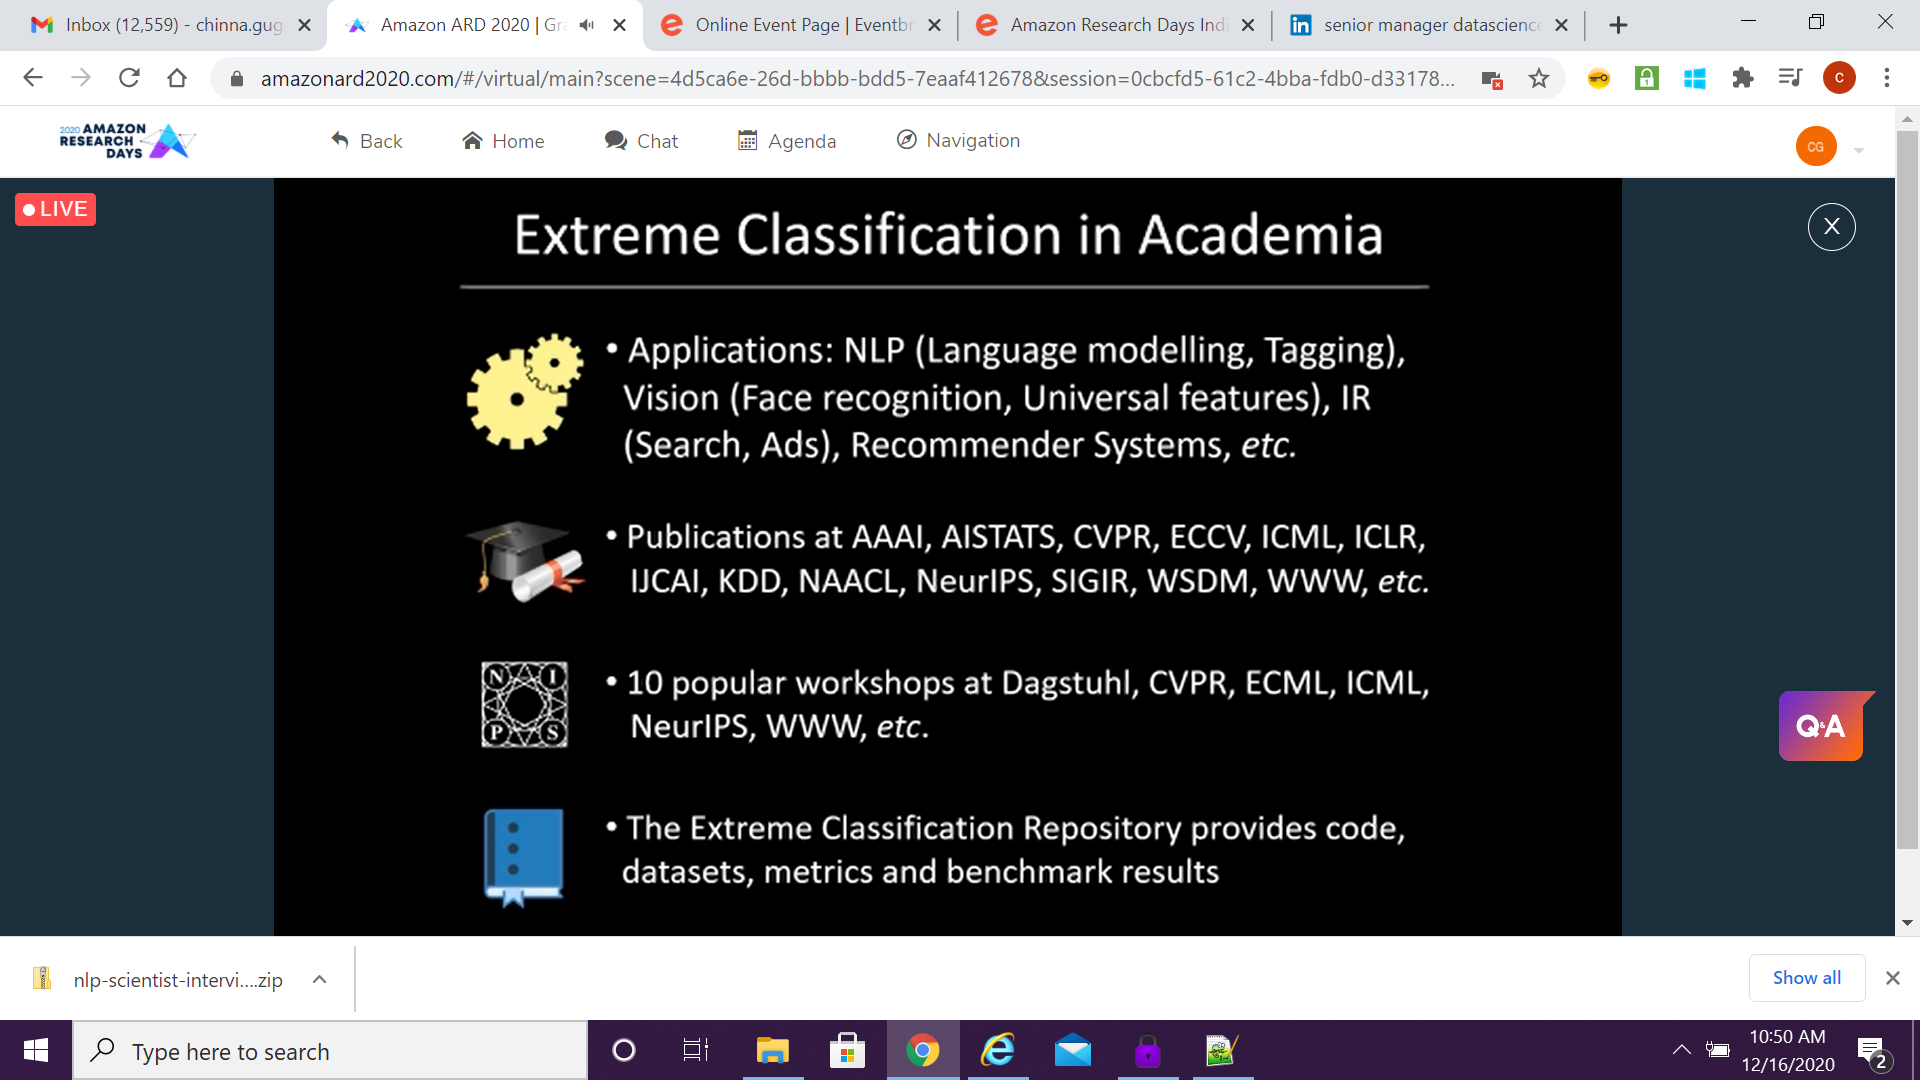 Inbox (12,559) - chinna.gug
Amazon ARD 2020 | Gra
Online Event Page | Eventbr
Amazon Research Days Indi
senior manager datascience
amazonard2020.com/#/virtual/main?scene=4d5ca6e-26d-bbbb-bdd5-7eaaf412678&session=0cbcfd5-61c2-4bba-fdb0-d33178...
C
2020 AMAZON
RESEARCH
DAYS
Back
Home
Chat
Agenda
Navigation
CG
LIVE
X
Extreme Classification in Academia
• Applications: NLP (Language modelling, Tagging),
Vision (Face recognition, Universal features), IR
(Search, Ads), Recommender Systems, etc.
• Publications at AAAI, AISTATS, CVPR, ECCV, ICML, ICLR,
IJCAI, KDD, NAACL, NeurIPS, SIGIR, WSDM, WWW, etc.
N I
P S
• 10 popular workshops at Dagstuhl, CVPR, ECML, ICML,
NeurIPS, WWW, etc.
Q&A
• The Extreme Classification Repository provides code,
datasets, metrics and benchmark results
nlp-scientist-intervi....zip
Show all
Type here to search
10:50 AM
12/16/2020
2